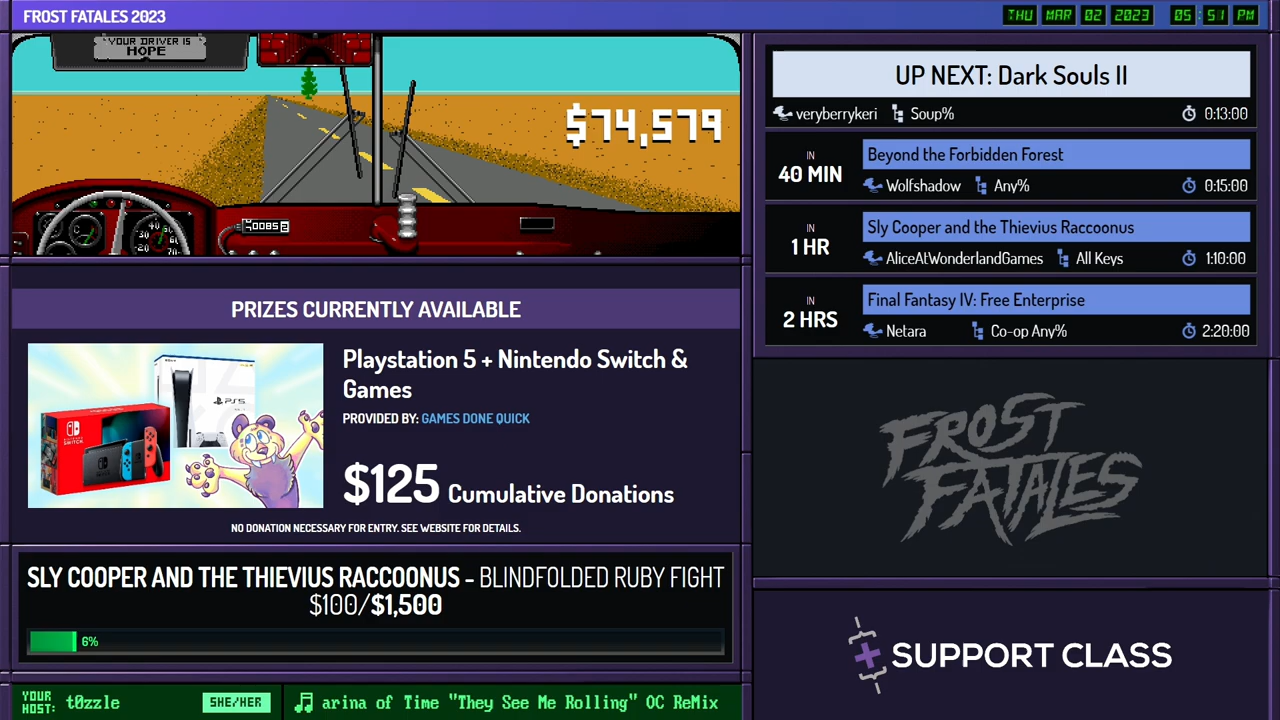 FROST FATALES 2023
THU MAR 02 2023 05:51 PM
YOUR DRIVER IS
HOPE
$74,579
PRIZES CURRENTLY AVAILABLE
Playstation 5 + Nintendo Switch &
Games
PROVIDED BY: GAMES DONE QUICK
$125 Cumulative Donations
NO DONATION NECESSARY FOR ENTRY. SEE WEBSITE FOR DETAILS.
SLY COOPER AND THE THIEVIUS RACCOONUS - BLINDFOLDED RUBY FIGHT
$100/$1,500
6%
YOUR
HOST: t0zzle SHE/HER
arina of Time "They See Me Rolling" OC ReMix
UP NEXT: Dark Souls II
veryberrykeri Soup% 0:13:00
IN
40 MIN
Beyond the Forbidden Forest
Wolfshadow Any% 0:15:00
IN
1 HR
Sly Cooper and the Thievius Raccoonus
AliceAtWonderlandGames All Keys 1:10:00
IN
2 HRS
Final Fantasy IV: Free Enterprise
Netara Co-op Any% 2:20:00
FROST
FATALES
SUPPORT CLASS
PS5